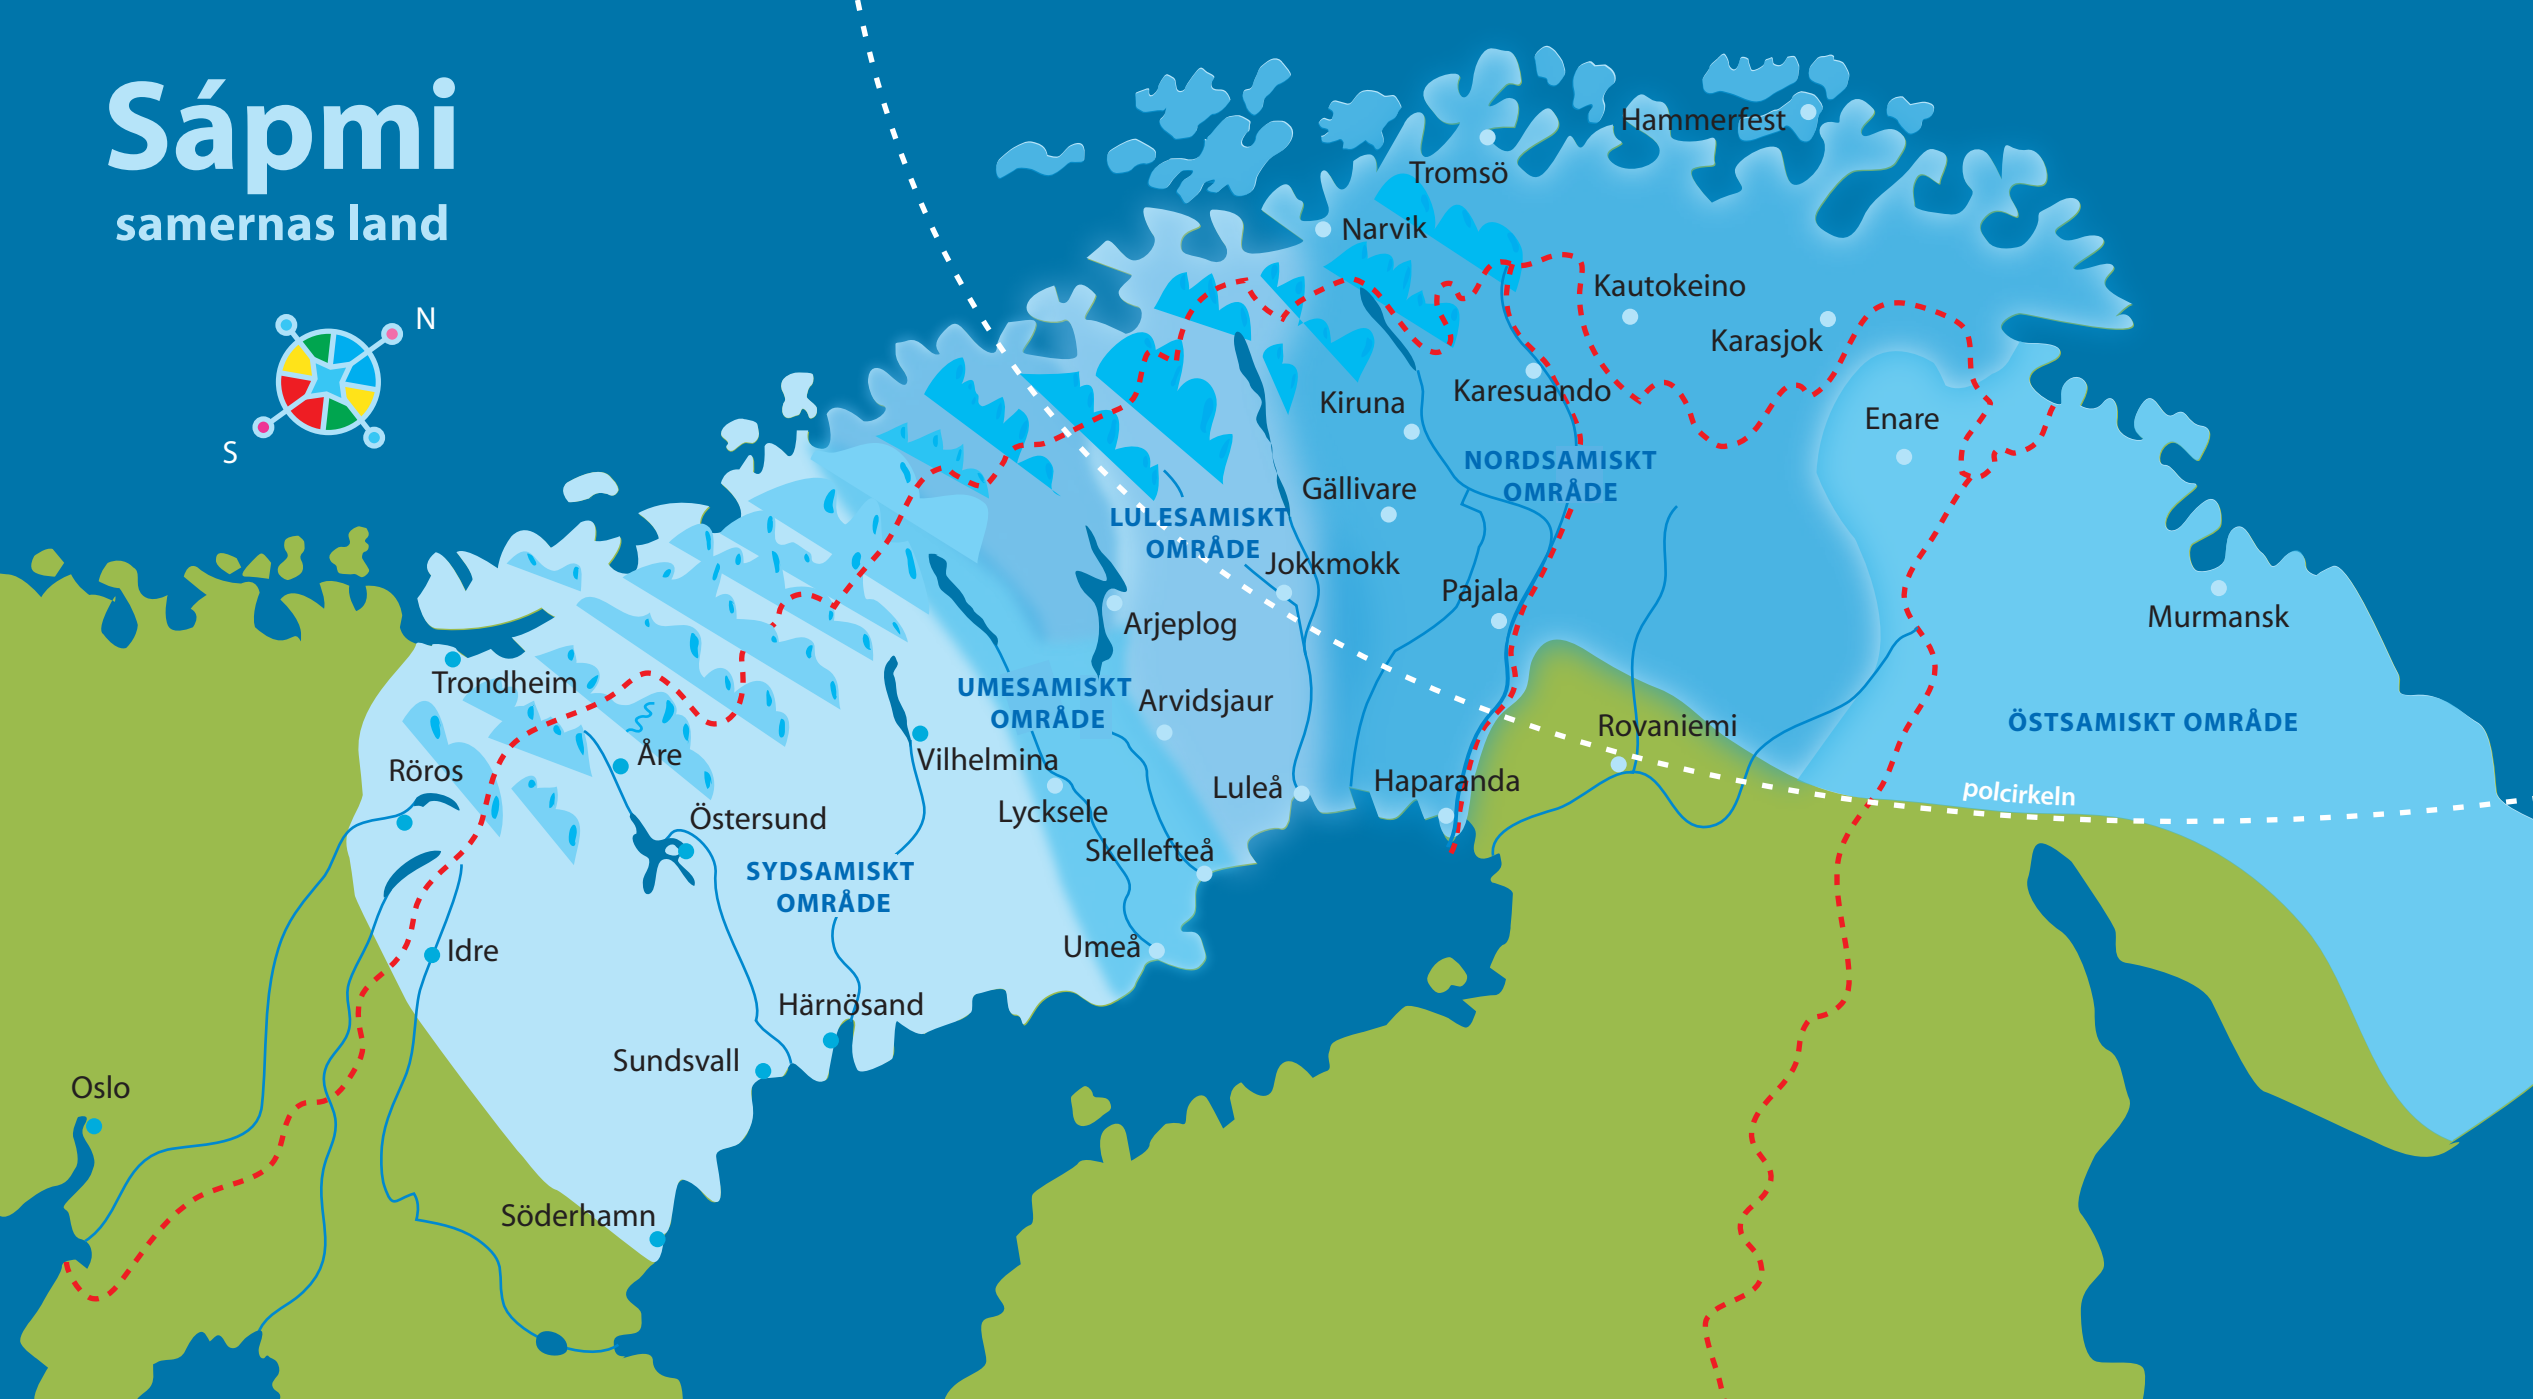 Sápmi
samernas land
N
S
Hammerfest
Tromsö
Narvik
Kautokeino
Karasjok
Karesuando
Kiruna
Enare
NORDSAMISKT
OMRÅDE
Gällivare
LULESAMISKT
OMRÅDE
Jokkmokk
Pajala
Murmansk
Arjeplog
Trondheim
UMESAMISKT
OMRÅDE
Arvidsjaur
ÖSTSAMISKT OMRÅDE
Rovaniemi
Åre
Röros
Vilhelmina
Luleå
Haparanda
polcirkeln
Lycksele
Östersund
Skellefteå
SYDSAMISKT
OMRÅDE
Umeå
Idre
Härnösand
Sundsvall
Oslo
Söderhamn